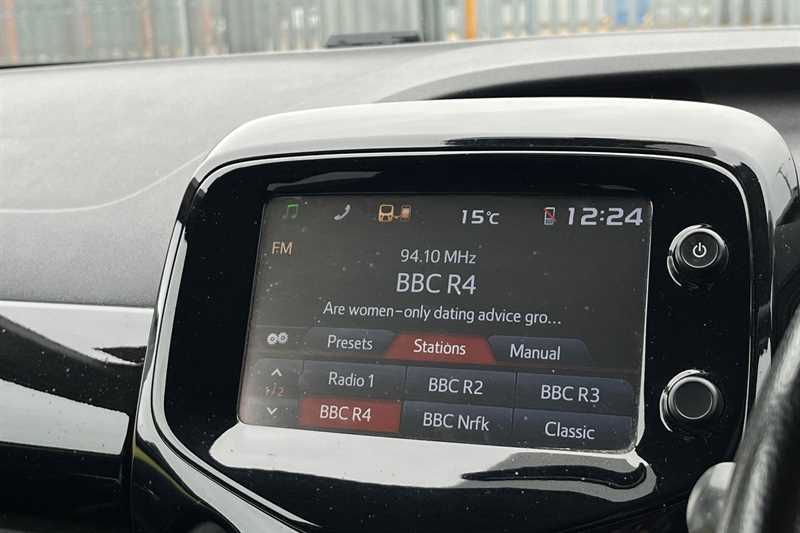 15°C 12:24
FM
94.10 MHz
BBC R4
Are women-only dating advice gro...
Presets Stations Manual
Radio 1 BBC R2 BBC R3
BBC R4 BBC Nrfk Classic